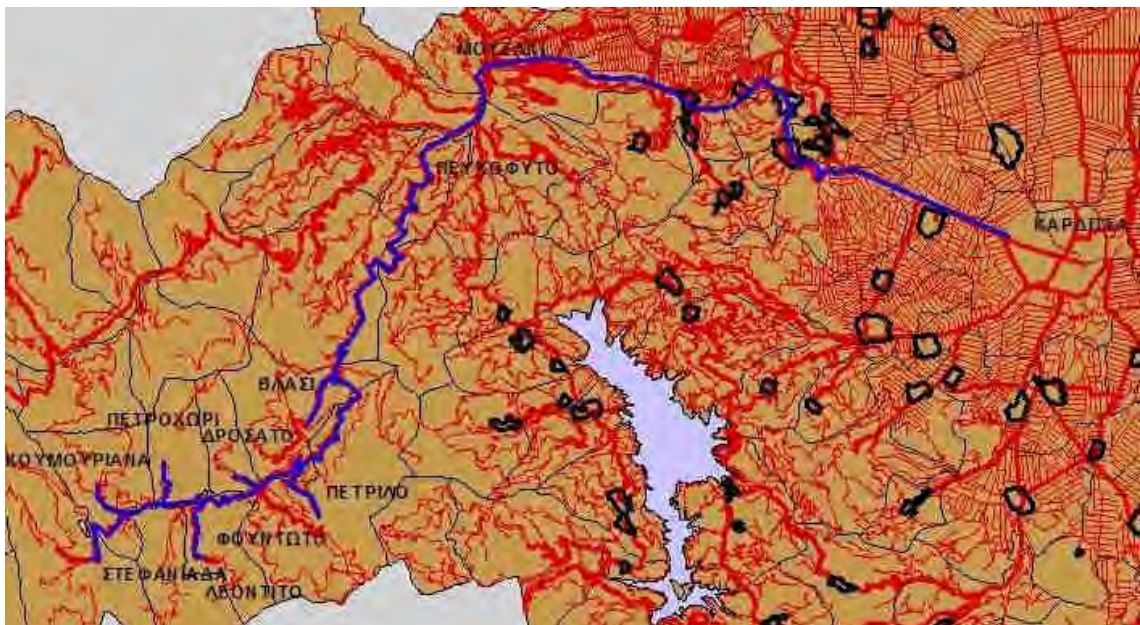 ΜΟΥΖΑΚΙ
ΠΕΥΚΟΦΥΤΟ
ΚΑΡΔΙΤΣΑ
ΒΛΑΣΙ
ΠΕΤΡΟΧΩΡΙ
ΔΡΟΣΑΤΟ
ΚΟΥΜΟΥΡΙΑΝΑ
ΠΕΤΡΙΛΟ
ΦΟΥΝΤΩΤΟ
ΣΤΕΦΑΝΙΑΔΑ
ΛΕΟΝΤΙΤΟ